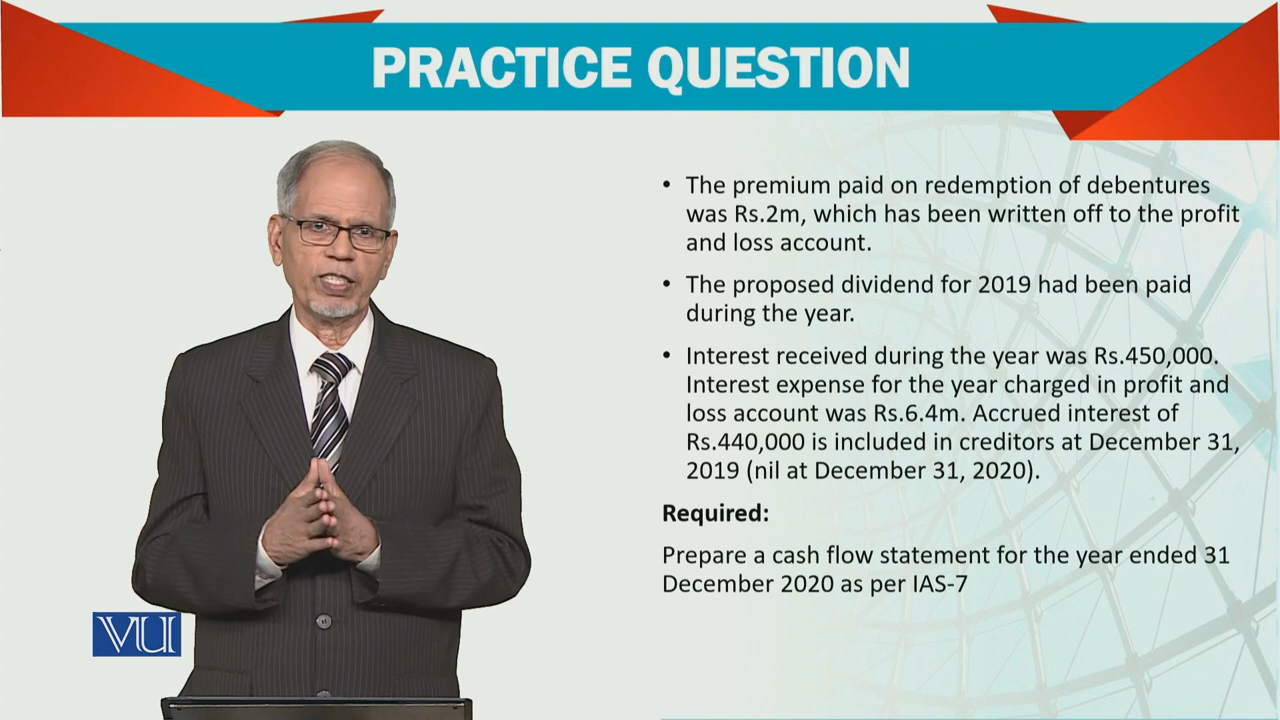 PRACTICE QUESTION
• The premium paid on redemption of debentures
was Rs.2m, which has been written off to the profit
and loss account.
• The proposed dividend for 2019 had been paid
during the year.
• Interest received during the year was Rs.450,000.
Interest expense for the year charged in profit and
loss account was Rs.6.4m. Accrued interest of
Rs.440,000 is included in creditors at December 31,
2019 (nil at December 31, 2020).
Required:
Prepare a cash flow statement for the year ended 31
December 2020 as per IAS-7
VU